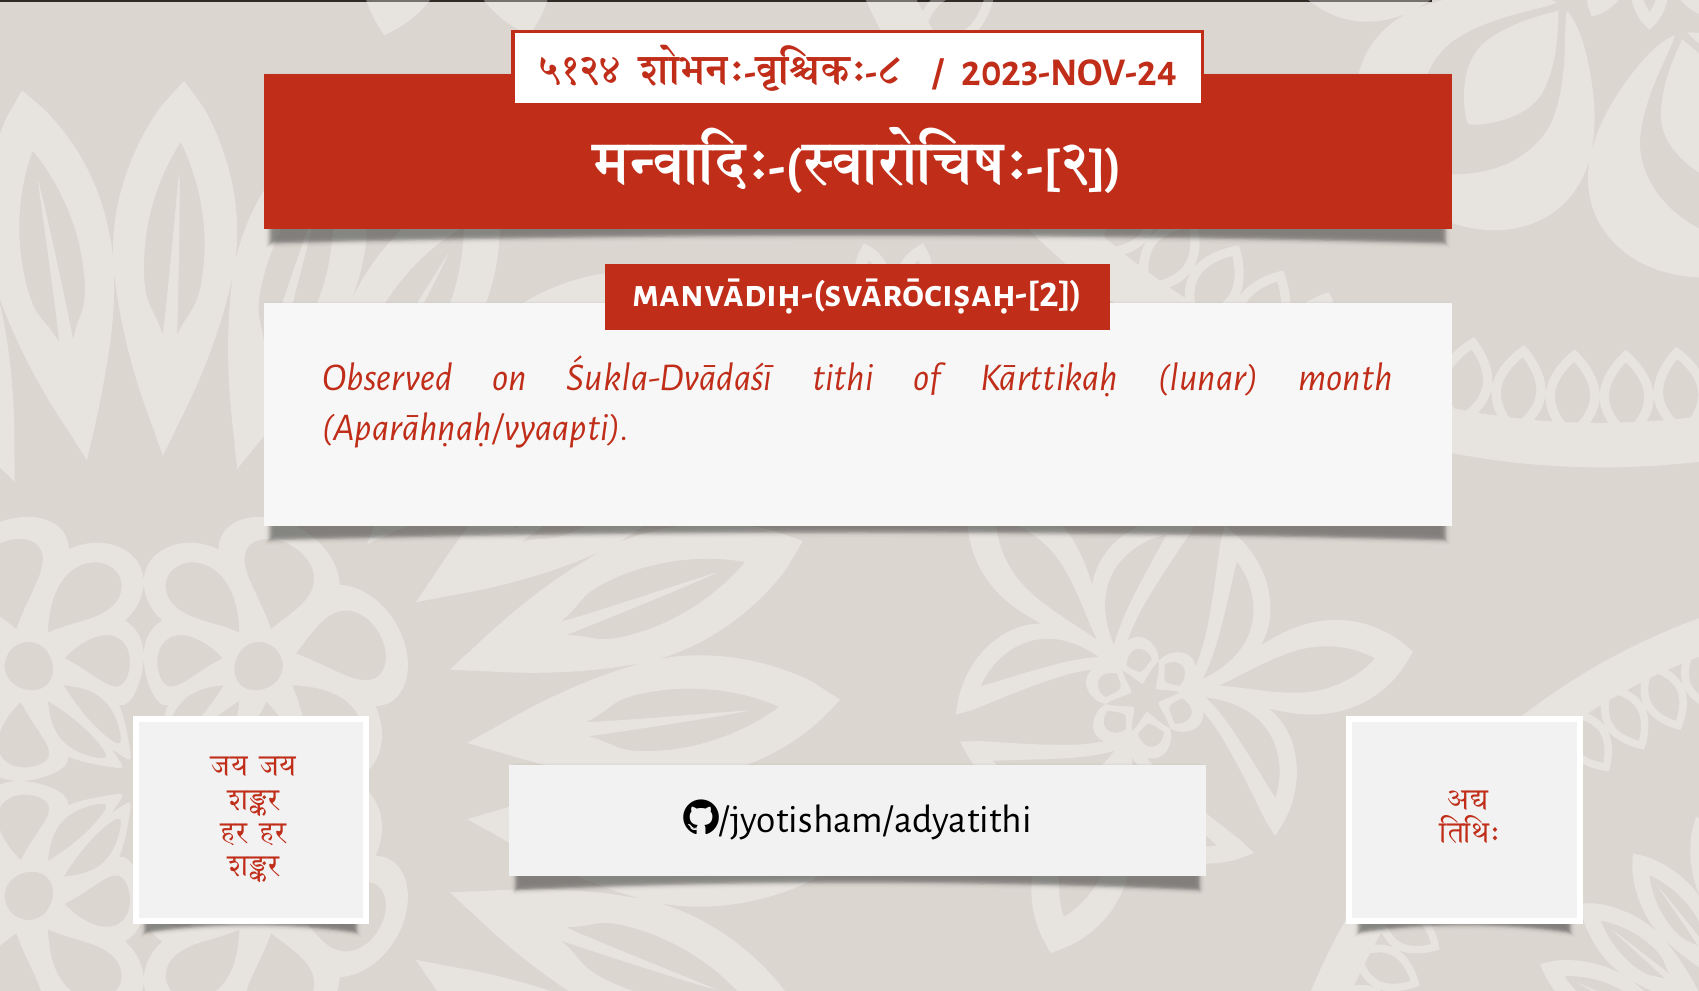 ५१२४ शोभनः-वृश्चिकः-८ / 2023-NOV-24
मन्वादिः-(स्वारोचिषः-[२])
MANVĀDIḤ-(SVĀRŌCIṢAḤ-[2])
Observed on Śukla-Dvādaśī tithi of Kārttikaḥ (lunar) month
(Aparāhṇaḥ/vyaapti).
जय जय
शङ्कर
हर हर
शङ्कर
/jyotisham/adyatithi
अद्य
तिथिः